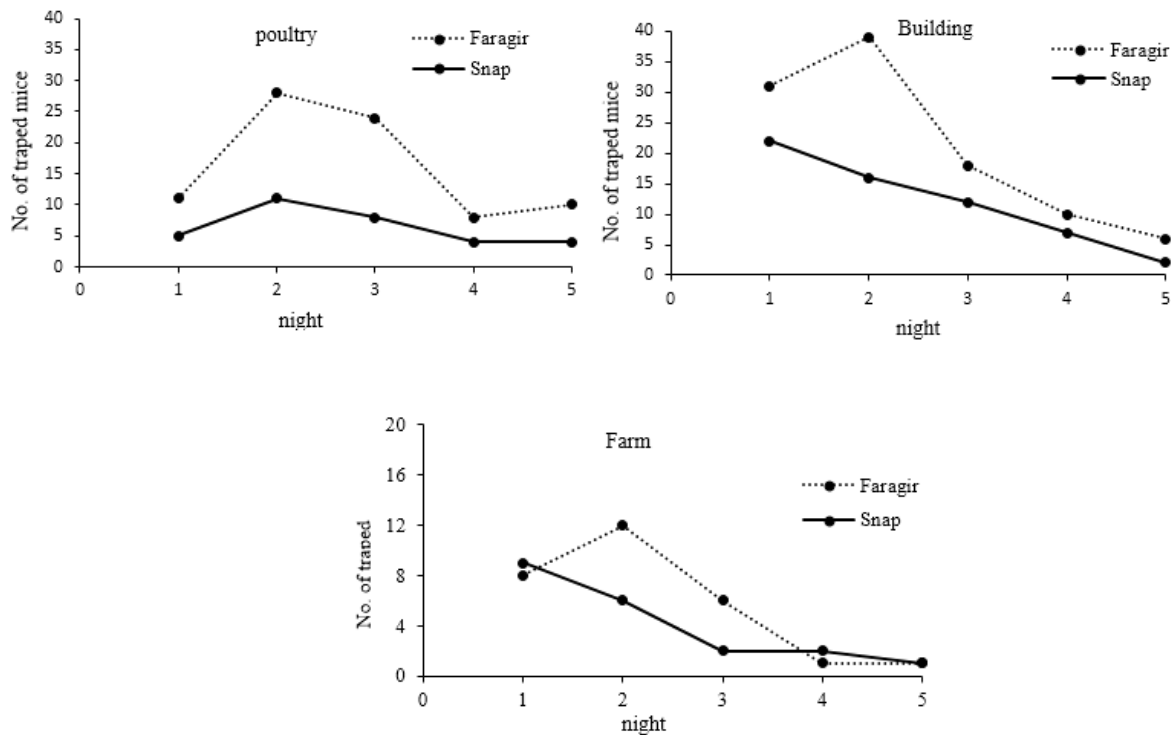 poultry
Faragir
Snap
No. of traped mice
40
35
30
25
20
15
10
5
0
0 1 2 3 4 5
night
Building
Faragir
Snap
No. of traped mice
40
35
30
25
20
15
10
5
0
0 1 2 3 4 5
night
Farm
Faragir
Snap
No. of traped
20
16
12
8
4
0
0 1 2 3 4 5
night